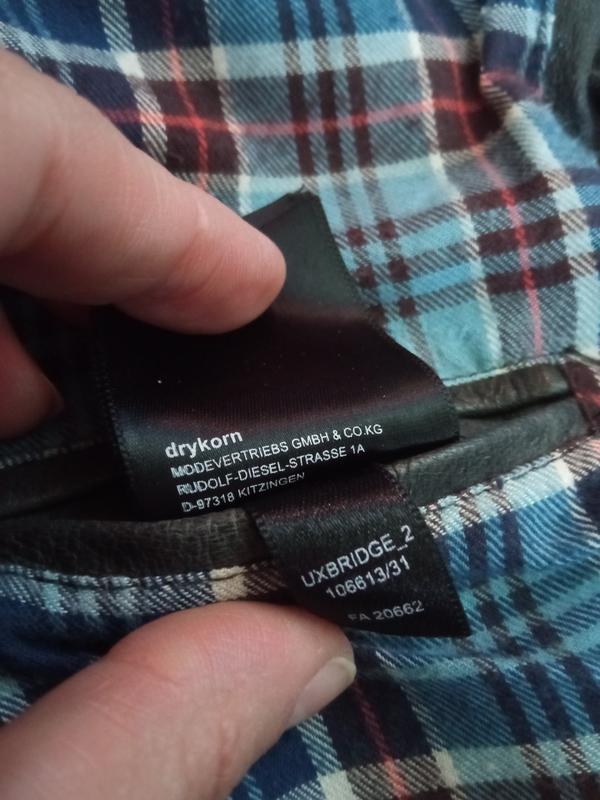 drykorn
MODEVERTRIEBS GMBH & CO.KG
RUDOLF-DIESEL-STRASSE 1A
D-97318 KITZINGEN
UXBRIDGE_2
106613/31
FA 20662